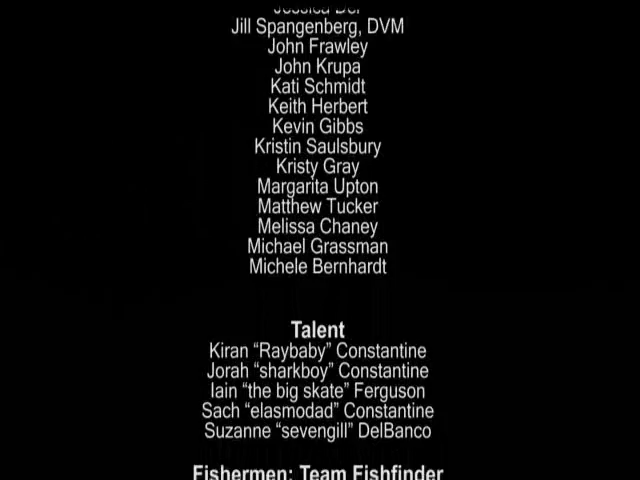 Jill Spangenberg, DVM
John Frawley
John Krupa
Kati Schmidt
Keith Herbert
Kevin Gibbs
Kristin Saulsbury
Kristy Gray
Margarita Upton
Matthew Tucker
Melissa Chaney
Michael Grassman
Michele Bernhardt
Talent
Kiran “Raybaby” Constantine
Jorah “sharkboy” Constantine
Iain “the big skate” Ferguson
Sach “elasmodad” Constantine
Suzanne “sevengill” DelBanco
Fishermen: Team Fishfinder